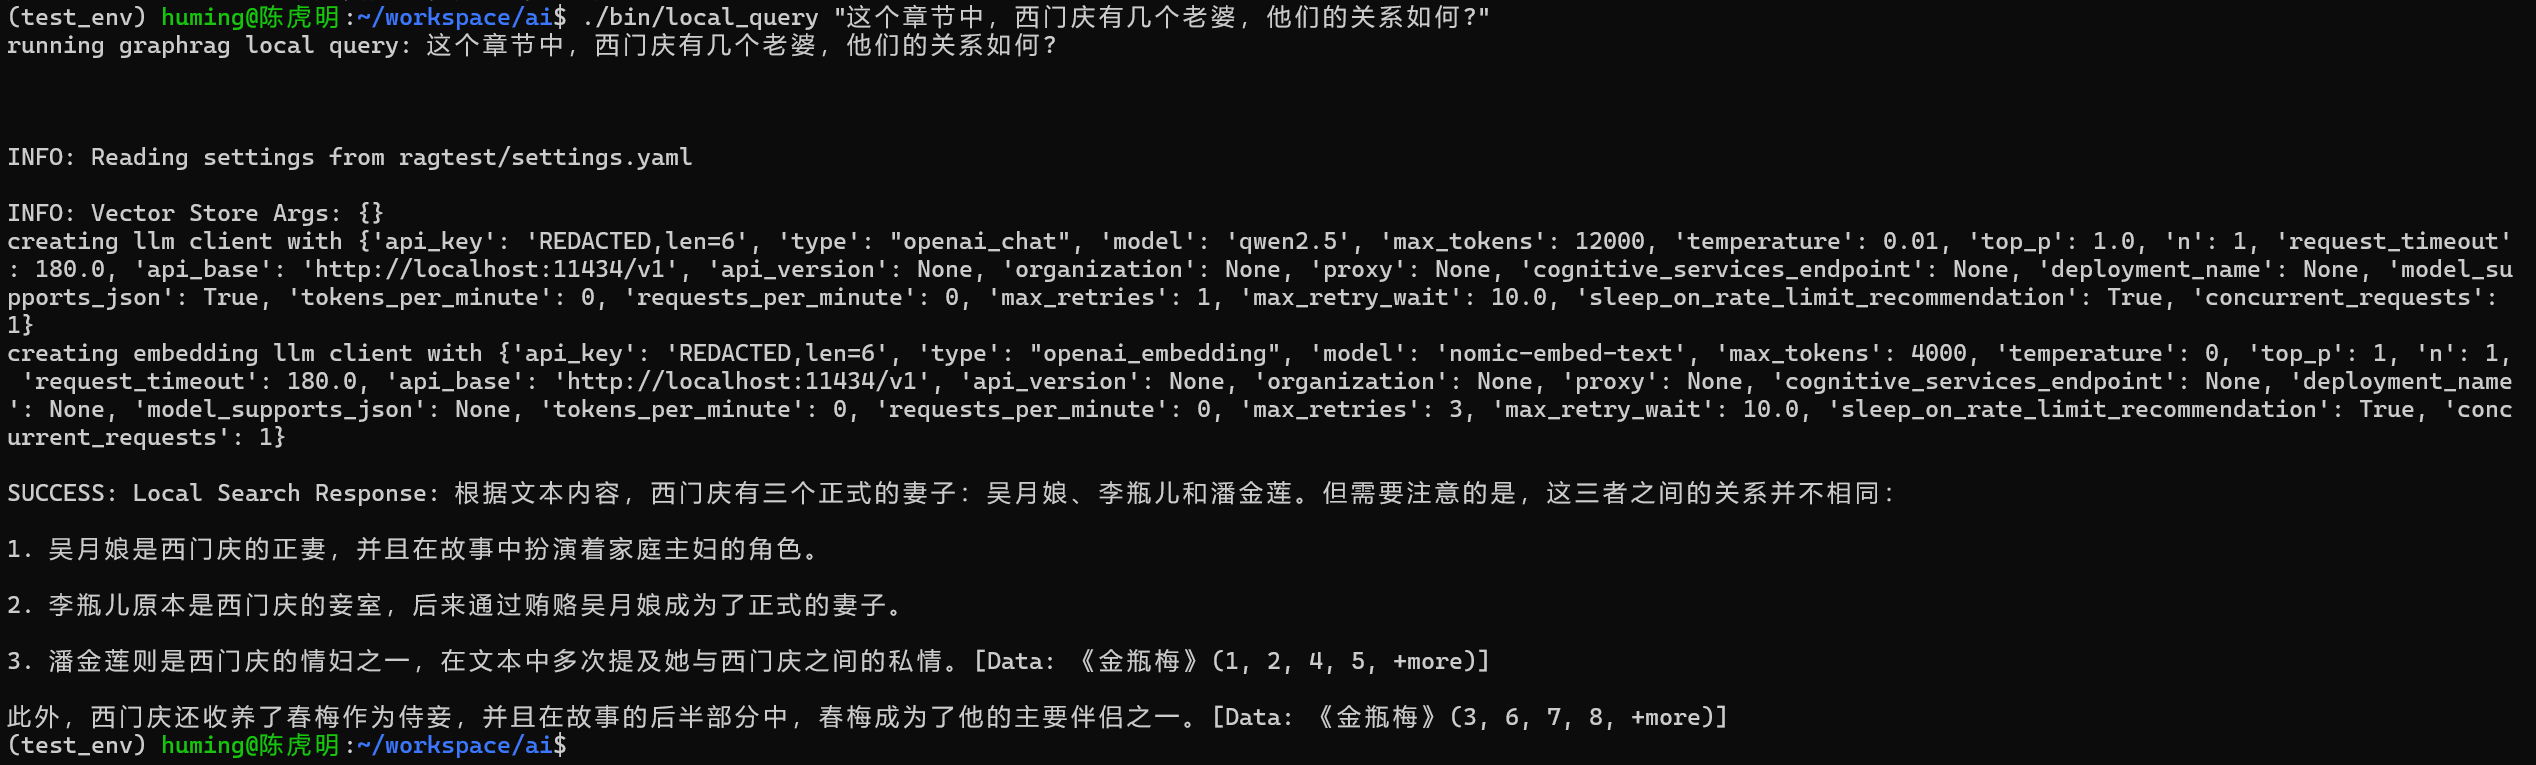 (test_env) huming@陈虎明:~/workspace/ai$ ./bin/local_query "这个章节中，西门庆有几个老婆，他们的关系如何?"
running graphrag local query: 这个章节中，西门庆有几个老婆，他们的关系如何?
INFO: Reading settings from ragtest/settings.yaml
INFO: Vector Store Args: {}
creating llm client with {'api_key': 'REDACTED,len=6', 'type': "openai_chat", 'model': 'qwen2.5', 'max_tokens': 12000, 'temperature': 0.01, 'top_p': 1.0, 'n': 1, 'request_timeout'
: 180.0, 'api_base': 'http://localhost:11434/v1', 'api_version': None, 'organization': None, 'proxy': None, 'cognitive_services_endpoint': None, 'deployment_name': None, 'model_su
pports_json': True, 'tokens_per_minute': 0, 'requests_per_minute': 0, 'max_retries': 1, 'max_retry_wait': 10.0, 'sleep_on_rate_limit_recommendation': True, 'concurrent_requests':
1}
creating embedding llm client with {'api_key': 'REDACTED,len=6', 'type': "openai_embedding", 'model': 'nomic-embed-text', 'max_tokens': 4000, 'temperature': 0, 'top_p': 1, 'n': 1,
 'request_timeout': 180.0, 'api_base': 'http://localhost:11434/v1', 'api_version': None, 'organization': None, 'proxy': None, 'cognitive_services_endpoint': None, 'deployment_name
': None, 'model_supports_json': None, 'tokens_per_minute': 0, 'requests_per_minute': 0, 'max_retries': 3, 'max_retry_wait': 10.0, 'sleep_on_rate_limit_recommendation': True, 'conc
urrent_requests': 1}
SUCCESS: Local Search Response: 根据文本内容，西门庆有三个正式的妻子：吴月娘、李瓶儿和潘金莲。但需要注意的是，这三者之间的关系并不相同：
1. 吴月娘是西门庆的正妻，并且在故事中扮演着家庭主妇的角色。
2. 李瓶儿原本是西门庆的妾室，后来通过贿赂吴月娘成为了正式的妻子。
3. 潘金莲则是西门庆的情妇之一，在文本中多次提及她与西门庆之间的私情。[Data: 《金瓶梅》(1, 2, 4, 5, +more)]
此外，西门庆还收养了春梅作为侍妾，并且在故事的后半部分中，春梅成为了他的主要伴侣之一。[Data: 《金瓶梅》(3, 6, 7, 8, +more)]
(test_env) huming@陈虎明:~/workspace/ai$